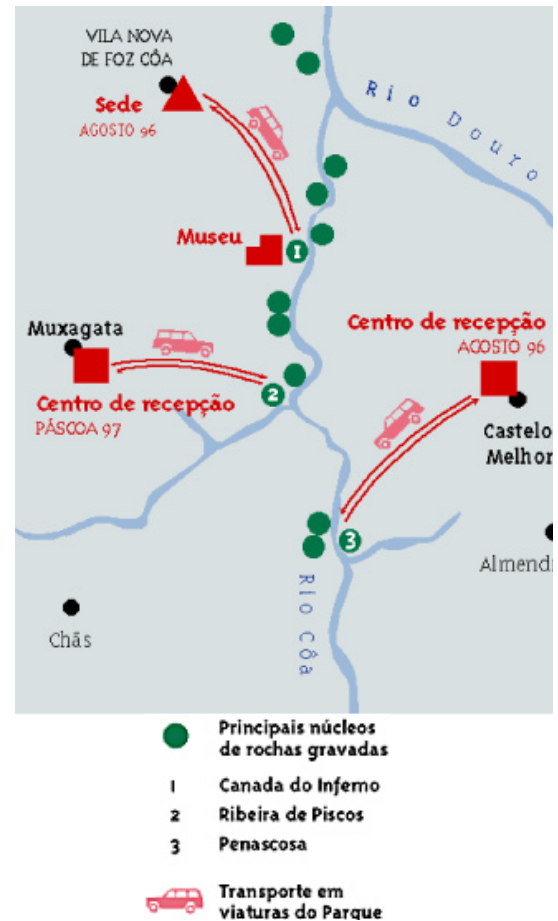 VILA NOVA
DE FOZ CÔA
Sede
AGOSTO 96
Rio Douro
Museu
1
Muxagata
Centro de recepção
AGOSTO 96
2
Centro de recepção
PÁSCOA 97
Castelo
Melhor
3
Almend
Rio Côa
Chãs
Principais núcleos
de rochas gravadas
1 Canada do Inferno
2 Ribeira de Piscos
3 Penascosa
Transporte em
viaturas do Parque